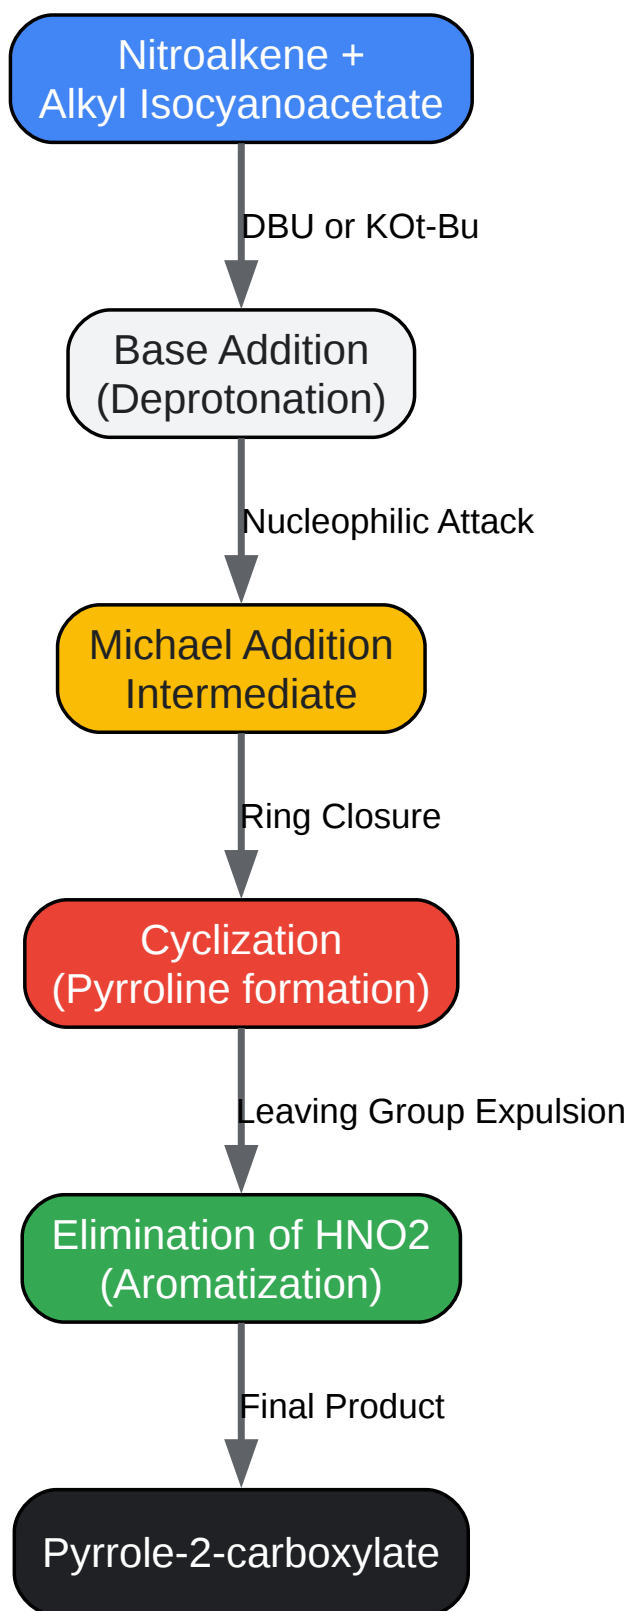 Nitroalkene +
Alkyl Isocyanoacetate
DBU or KOt-Bu
Base Addition
(Deprotonation)
Nucleophilic Attack
Michael Addition
Intermediate
Ring Closure
Cyclization
(Pyrroline formation)
Leaving Group Expulsion
Elimination of HNO2
(Aromatization)
Final Product
Pyrrole-2-carboxylate